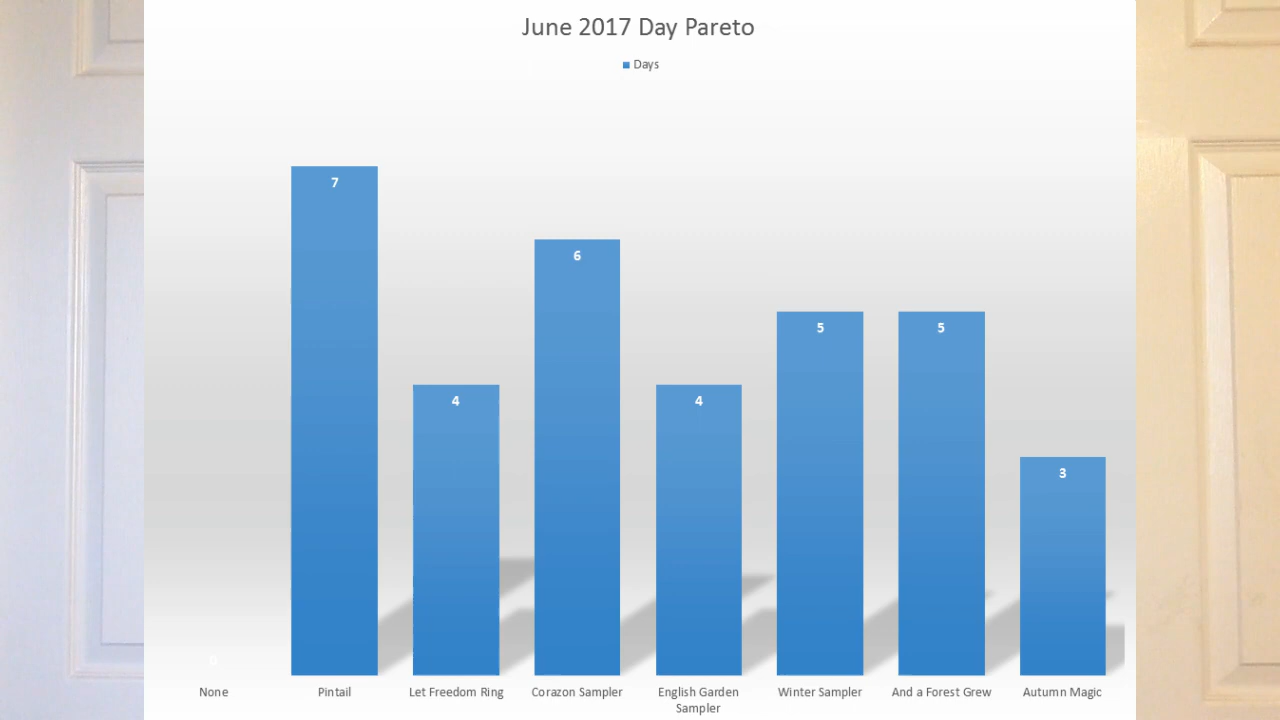 June 2017 Day Pareto
Days
7
6
5
5
4
4
3
0
None
Pintail
Let Freedom Ring
Corazon Sampler
English Garden
Sampler
Winter Sampler
And a Forest Grew
Autumn Magic